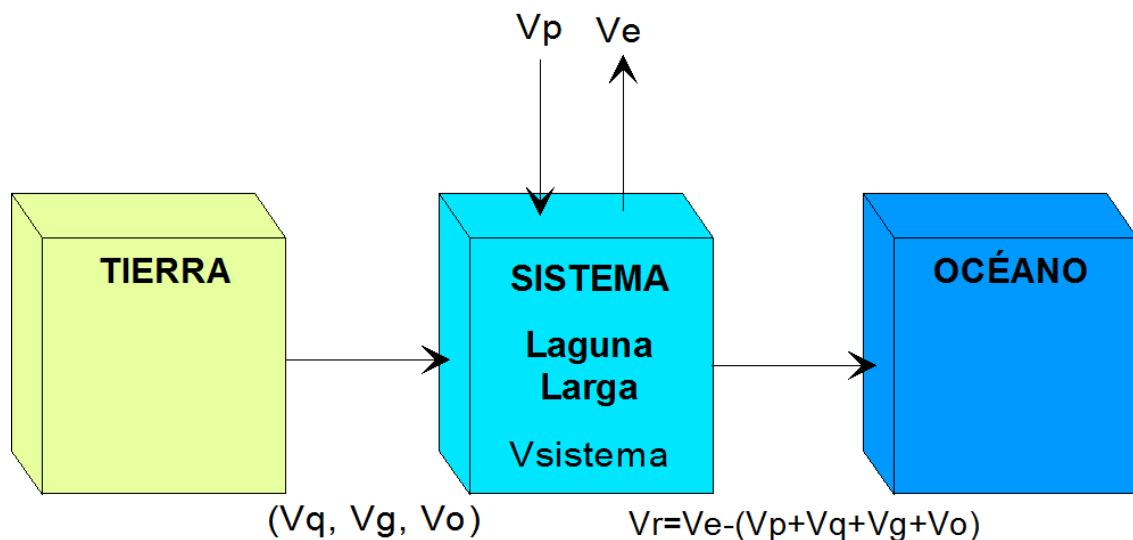 Vp Ve
TIERRA
SISTEMA
Laguna
Larga
Vsistema
OCÉANO
(Vq, Vg, Vo)
Vr=Ve-(Vp+Vq+Vg+Vo)